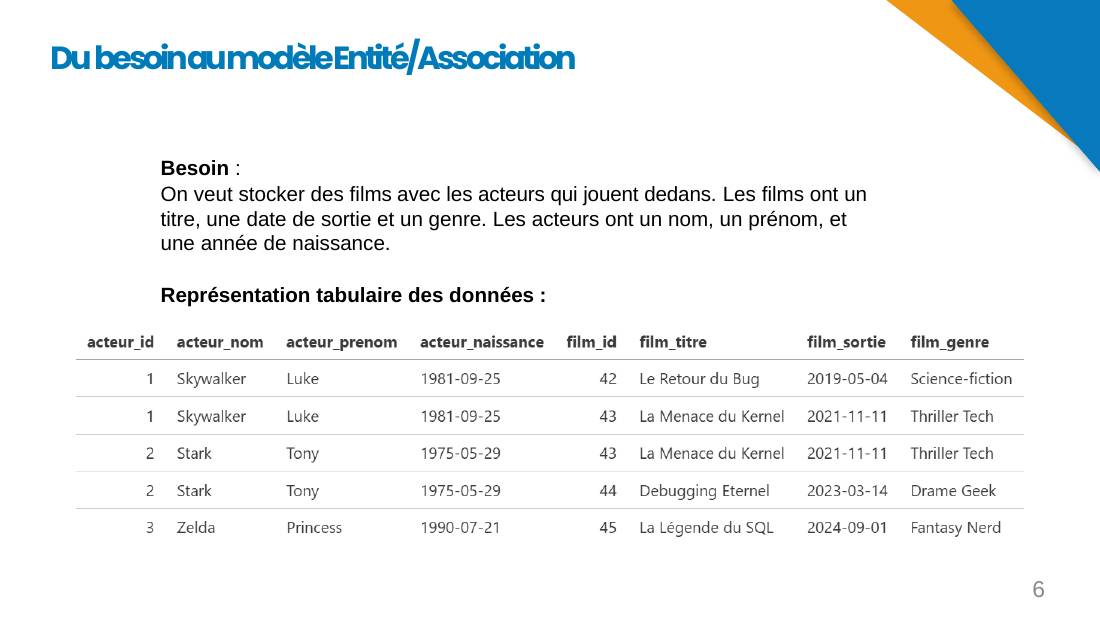 Du besoin au modèle Entité/Association
Besoin :
On veut stocker des films avec les acteurs qui jouent dedans. Les films ont un
titre, une date de sortie et un genre. Les acteurs ont un nom, un prénom, et
une année de naissance.
Représentation tabulaire des données :
acteur_id acteur_nom acteur_prenom acteur_naissance film_id film_titre film_sortie film_genre
1 Skywalker Luke 1981-09-25 42 Le Retour du Bug 2019-05-04 Science-fiction
1 Skywalker Luke 1981-09-25 43 La Menace du Kernel 2021-11-11 Thriller Tech
2 Stark Tony 1975-05-29 43 La Menace du Kernel 2021-11-11 Thriller Tech
2 Stark Tony 1975-05-29 44 Debugging Eternel 2023-03-14 Drame Geek
3 Zelda Princess 1990-07-21 45 La Légende du SQL 2024-09-01 Fantasy Nerd
6